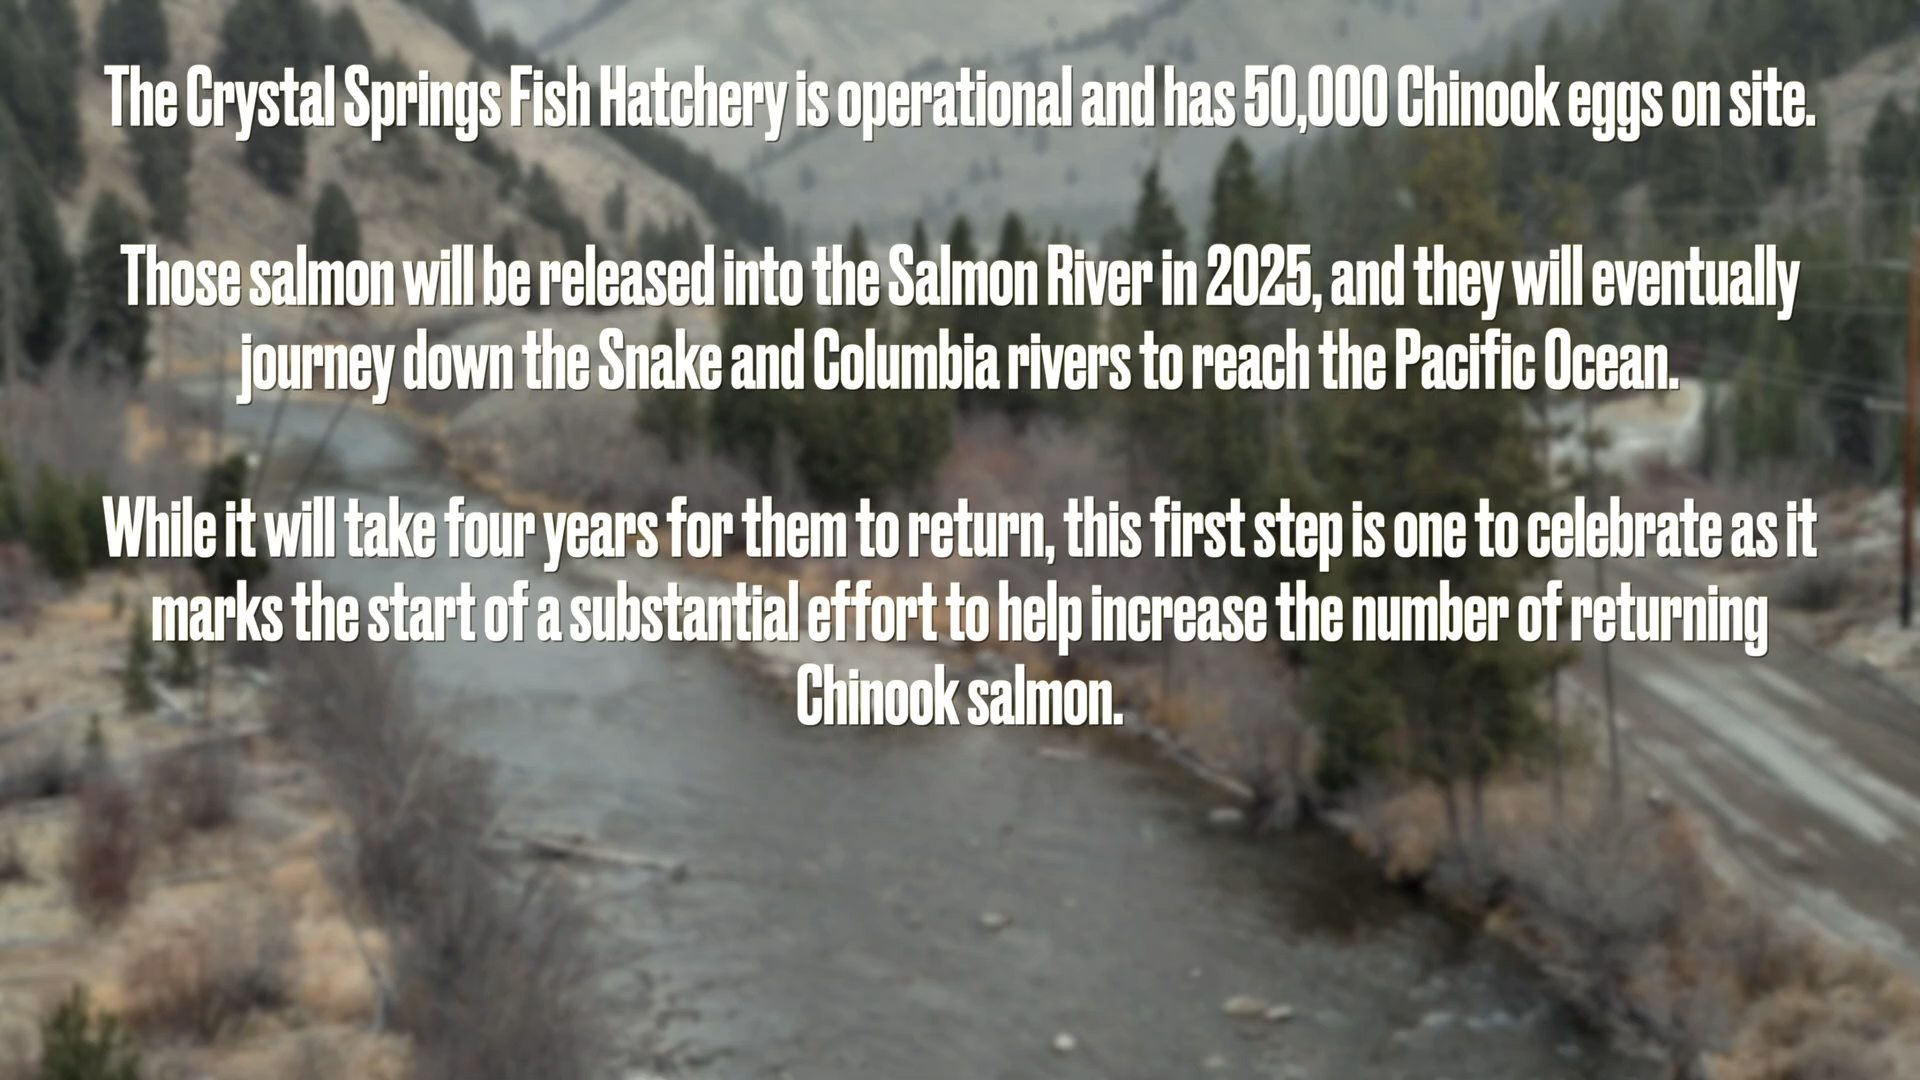 The Crystal Springs Fish Hatchery is operational and has 50,000 Chinook eggs on site.
Those salmon will be released into the Salmon River in 2025, and they will eventually
journey down the Snake and Columbia rivers to reach the Pacific Ocean.
While it will take four years for them to return, this first step is one to celebrate as it
marks the start of a substantial effort to help increase the number of returning
Chinook salmon.